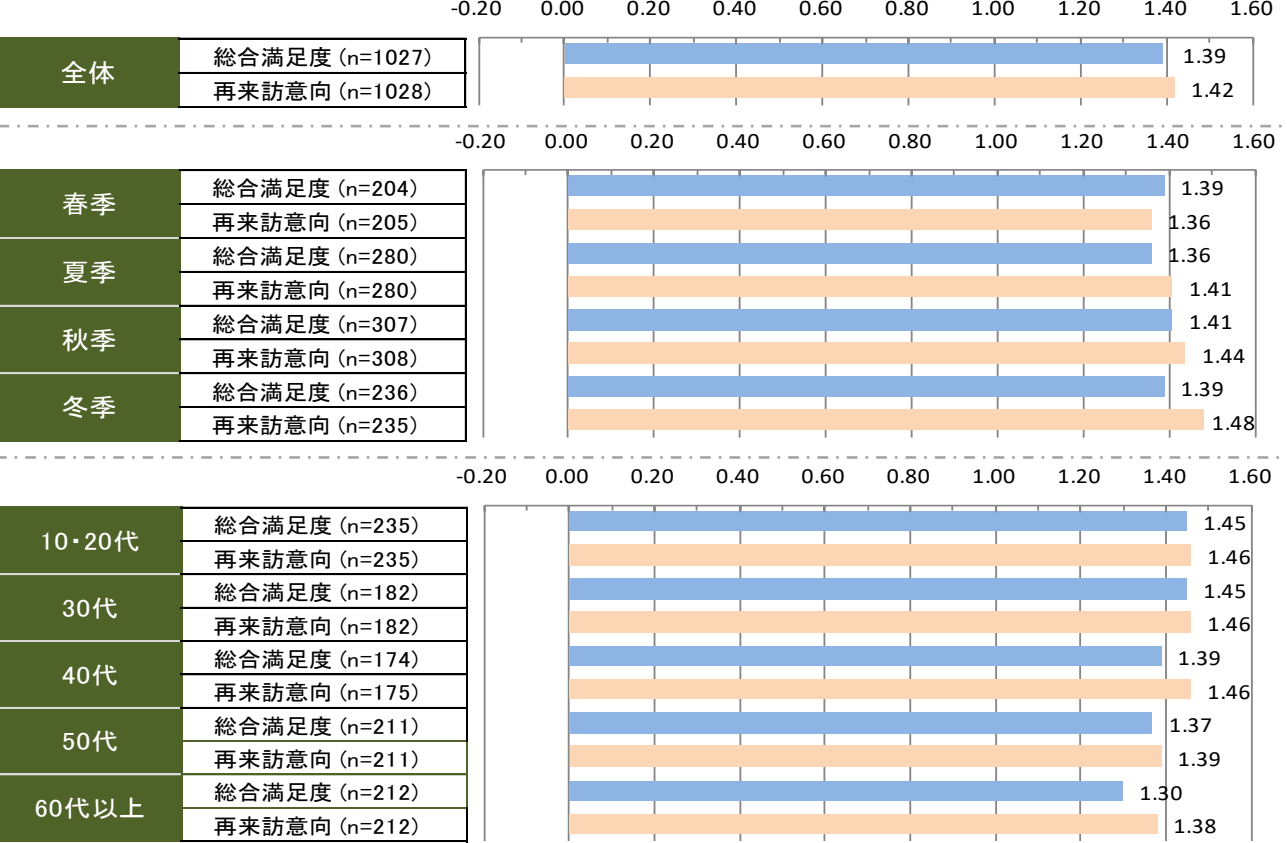 -0.20 0.00 0.20 0.40 0.60 0.80 1.00 1.20 1.40 1.60
全体
総合満足度 (n=1027) 1.39
再来訪意向 (n=1028) 1.42
-0.20 0.00 0.20 0.40 0.60 0.80 1.00 1.20 1.40 1.60
春季
総合満足度 (n=204) 1.39
再来訪意向 (n=205) 1.36
夏季
総合満足度 (n=280) 1.36
再来訪意向 (n=280) 1.41
秋季
総合満足度 (n=307) 1.41
再来訪意向 (n=308) 1.44
冬季
総合満足度 (n=236) 1.39
再来訪意向 (n=235) 1.48
-0.20 0.00 0.20 0.40 0.60 0.80 1.00 1.20 1.40 1.60
10・20代
総合満足度 (n=235) 1.45
再来訪意向 (n=235) 1.46
30代
総合満足度 (n=182) 1.45
再来訪意向 (n=182) 1.46
40代
総合満足度 (n=174) 1.39
再来訪意向 (n=175) 1.46
50代
総合満足度 (n=211) 1.37
再来訪意向 (n=211) 1.39
60代以上
総合満足度 (n=212) 1.30
再来訪意向 (n=212) 1.38